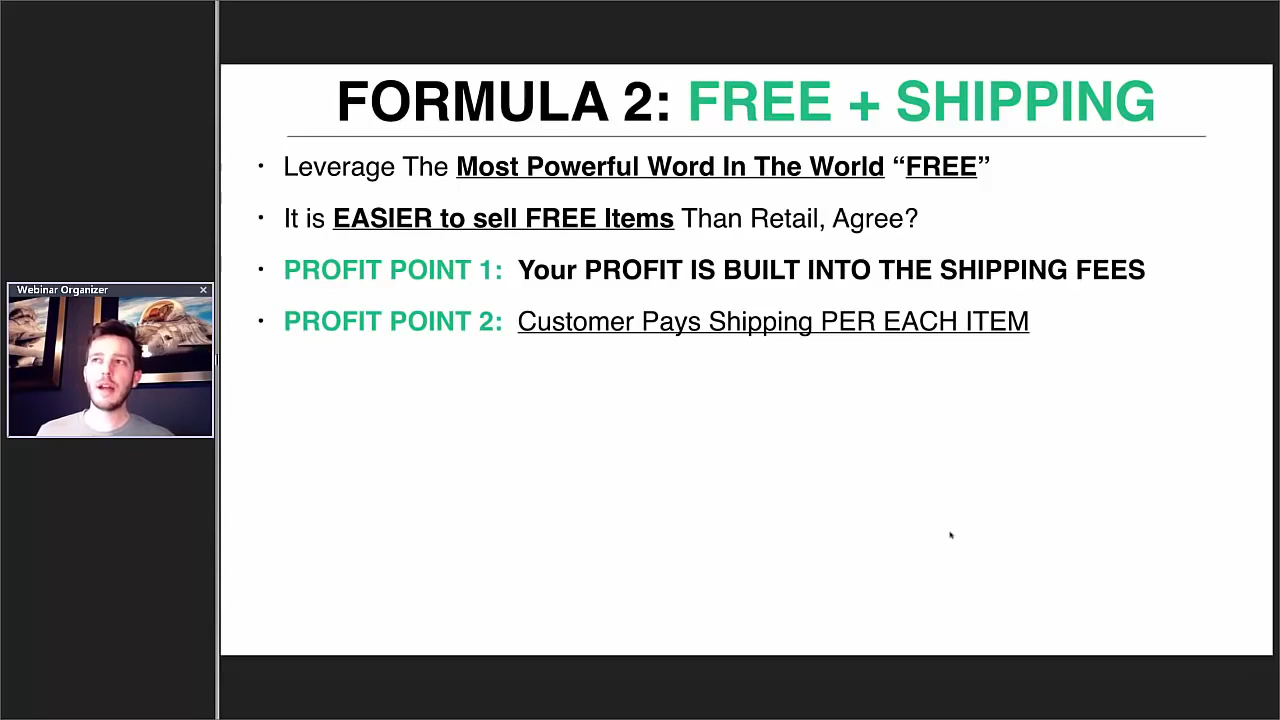 FORMULA 2: FREE + SHIPPING
• Leverage The Most Powerful Word In The World “FREE”
• It is EASIER to sell FREE Items Than Retail, Agree?
• PROFIT POINT 1: Your PROFIT IS BUILT INTO THE SHIPPING FEES
• PROFIT POINT 2: Customer Pays Shipping PER EACH ITEM
Webinar Organizer